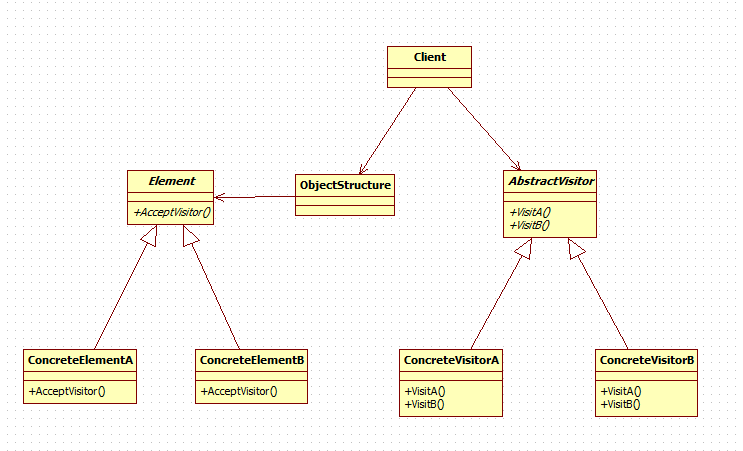 Client
Element
+AcceptVisitor()
ObjectStructure
AbstractVisitor
+VisitA()
+VisitB()
ConcreteElementA
+AcceptVisitor()
ConcreteElementB
+AcceptVisitor()
ConcreteVisitorA
+VisitA()
+VisitB()
ConcreteVisitorB
+VisitA()
+VisitB()